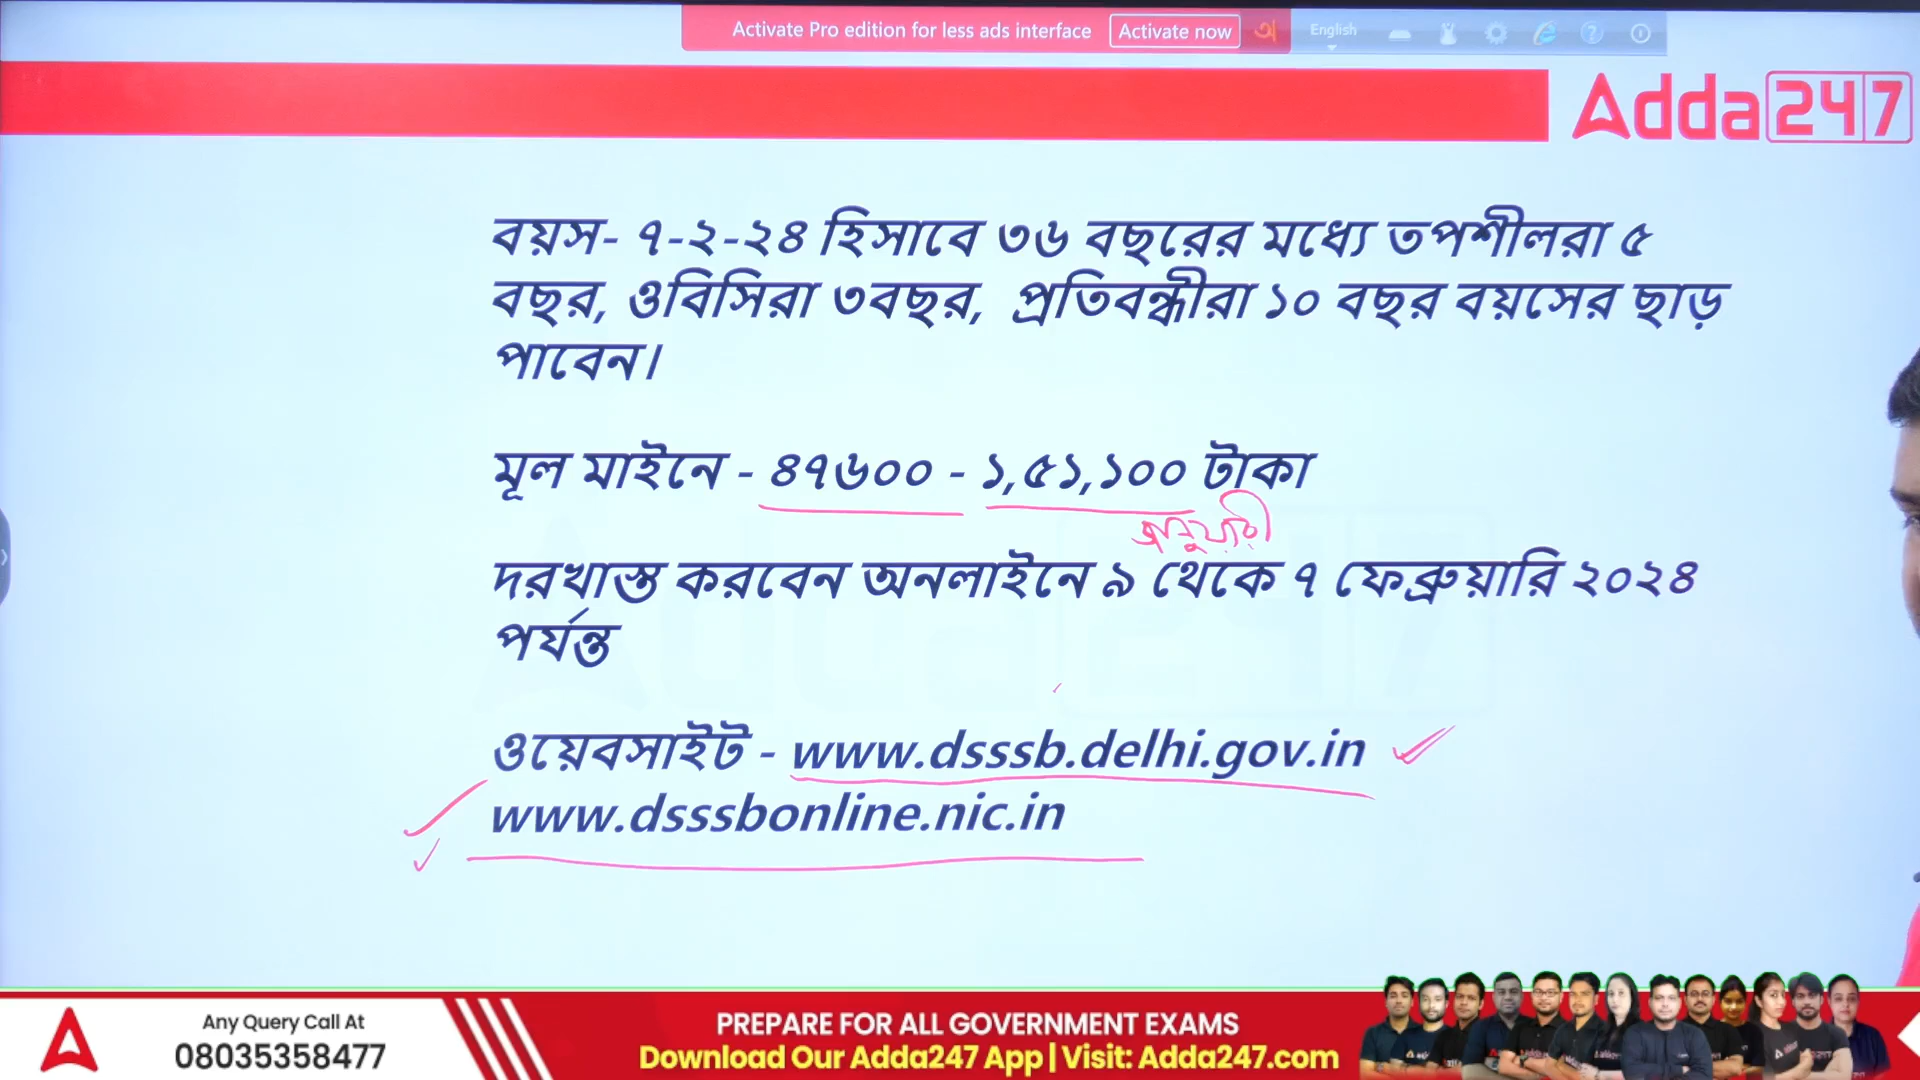 Activate Pro edition for less ads interface Activate now অ English
Adda247
বয়স- ৭-২-২৪ হিসাবে ৩৬ বছরের মধ্যে তপশীলরা ৫
বছর, ওবিসিরা ৩বছর, প্রতিবন্ধীরা ১০ বছর বয়সের ছাড়
পাবেন।
মূল মাইনে - ৪৭৬০০ - ১,৫১,১০০ টাকা
জানুয়ারী
দরখাস্ত করবেন অনলাইনে ৯ থেকে ৭ ফেব্রুয়ারি ২০২৪
পর্যন্ত
ওয়েবসাইট - www.dsssb.delhi.gov.in
www.dsssbonline.nic.in
Any Query Call At
08035358477
PREPARE FOR ALL GOVERNMENT EXAMS
Download Our Adda247 App | Visit: Adda247.com